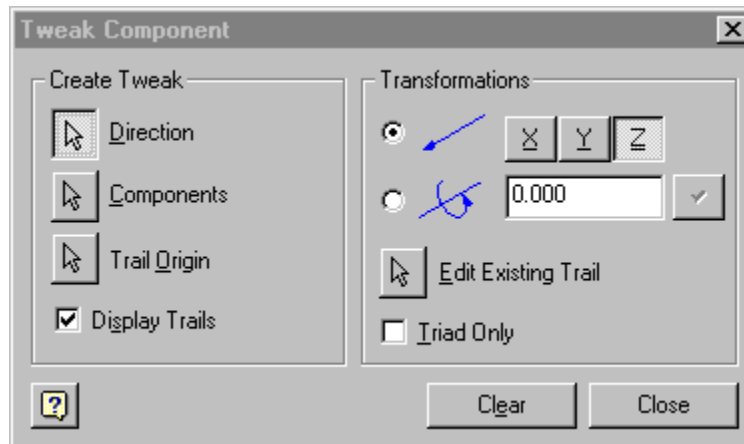 Tweak Component
Create Tweak
Direction
Components
Trail Origin
Display Trails
Transformations
X Y Z
0.000
Edit Existing Trail
Triad Only
?
Clear Close